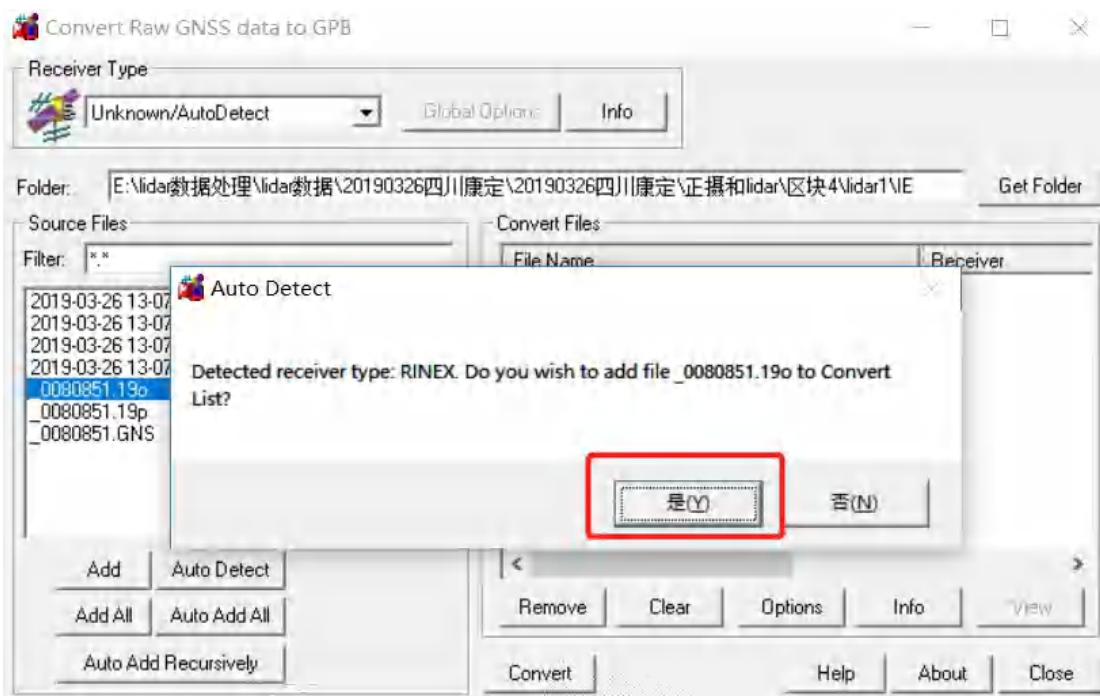 Convert Raw GNSS data to GPB
Receiver Type
Unknown/AutoDetect
Global Options
Info
Folder:
E:\lidar数据处理\lidar数据\20190326四川康定\20190326四川康定\正摄和lidar\区块4\lidar1\IE
Get Folder
Source Files
Convert Files
Filter:
*.*
File Name
Receiver
2019-03-26 13-07
2019-03-26 13-07
2019-03-26 13-07
2019-03-26 13-07
_0080851.19o
_0080851.19p
_0080851.GNS
Auto Detect
Detected receiver type: RINEX. Do you wish to add file _0080851.19o to Convert
List?
是(Y)
否(N)
Add
Auto Detect
Add All
Auto Add All
Auto Add Recursively
Remove
Clear
Options
Info
View
Convert
Help
About
Close